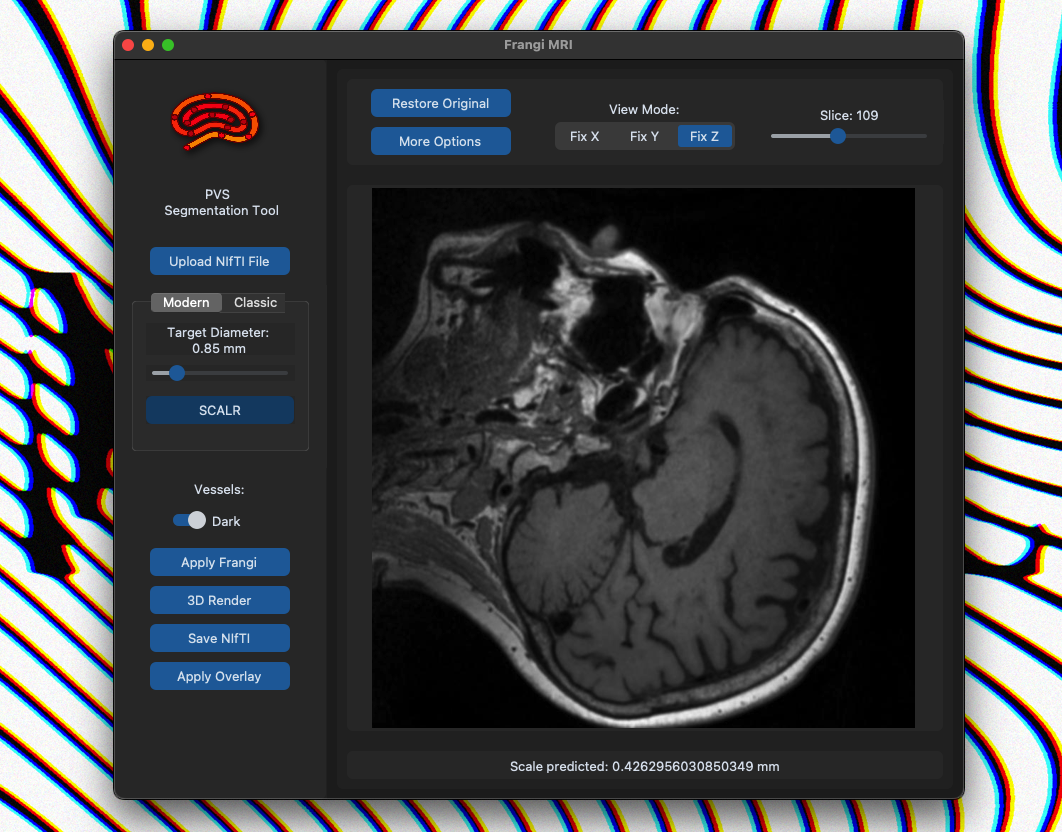 Frangi MRI
PVS
Segmentation Tool
Upload NIfTI File
Modern Classic
Target Diameter:
0.85 mm
SCALR
Vessels:
Dark
Apply Frangi
3D Render
Save NIfTI
Apply Overlay
Restore Original
More Options
View Mode:
Fix X Fix Y Fix Z
Slice: 109
Scale predicted: 0.4262956030850349 mm